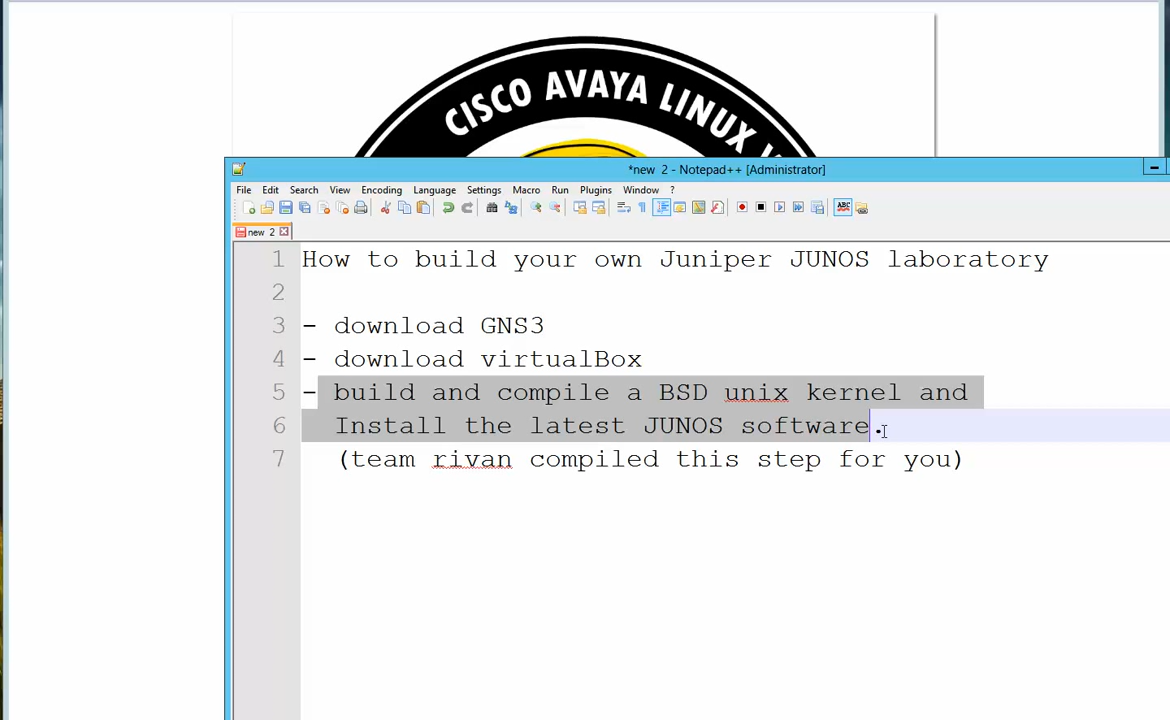 CISCO AVAYA LINUX
*new 2 - Notepad++ [Administrator]
File Edit Search View Encoding Language Settings Macro Run Plugins Window ?
ABC
new 2
1 How to build your own Juniper JUNOS laboratory
2
3 - download GNS3
4 - download virtualBox
5 - build and compile a BSD unix kernel and
6 Install the latest JUNOS software.
7 (team rivan compiled this step for you)